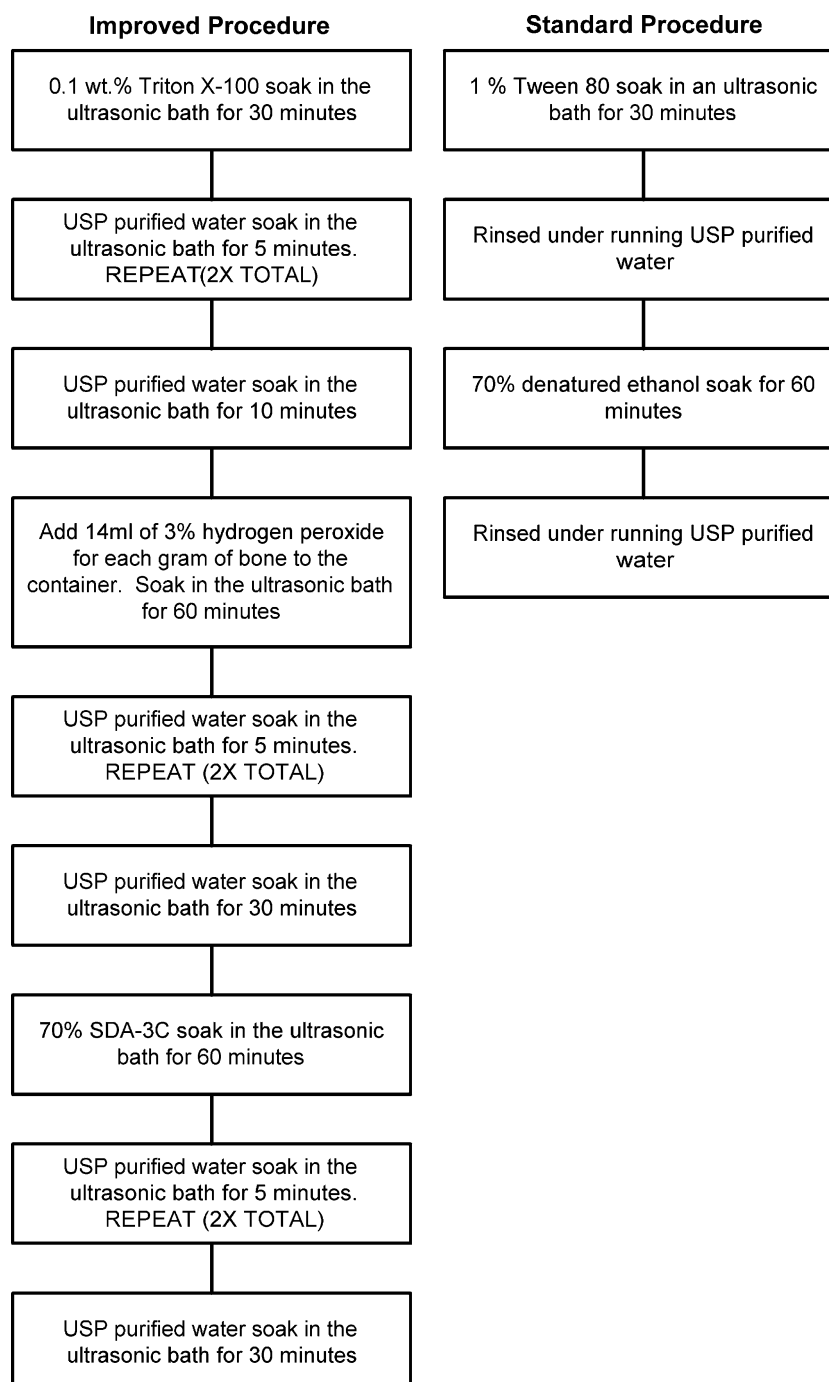 Improved Procedure
0.1 wt.% Triton X-100 soak in the
ultrasonic bath for 30 minutes
USP purified water soak in the
ultrasonic bath for 5 minutes.
REPEAT(2X TOTAL)
USP purified water soak in the
ultrasonic bath for 10 minutes
Add 14ml of 3% hydrogen peroxide
for each gram of bone to the
container. Soak in the ultrasonic bath
for 60 minutes
USP purified water soak in the
ultrasonic bath for 5 minutes.
REPEAT (2X TOTAL)
USP purified water soak in the
ultrasonic bath for 30 minutes
70% SDA-3C soak in the ultrasonic
bath for 60 minutes
USP purified water soak in the
ultrasonic bath for 5 minutes.
REPEAT (2X TOTAL)
USP purified water soak in the
ultrasonic bath for 30 minutes
Standard Procedure
1 % Tween 80 soak in an ultrasonic
bath for 30 minutes
Rinsed under running USP purified
water
70% denatured ethanol soak for 60
minutes
Rinsed under running USP purified
water